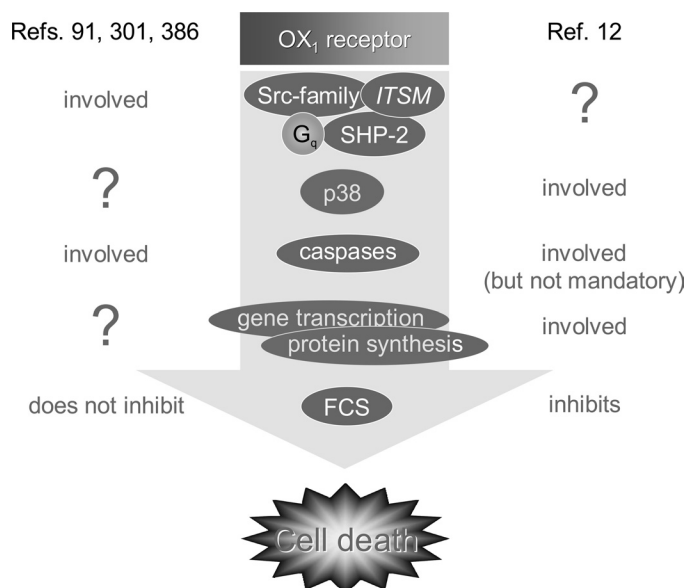 Refs. 91, 301, 386
OX₁ receptor
Ref. 12
involved
Src-family
ITSM
?
Gq
SHP-2
?
p38
involved
involved
caspases
involved
(but not mandatory)
?
gene transcription
protein synthesis
involved
does not inhibit
FCS
inhibits
Cell death